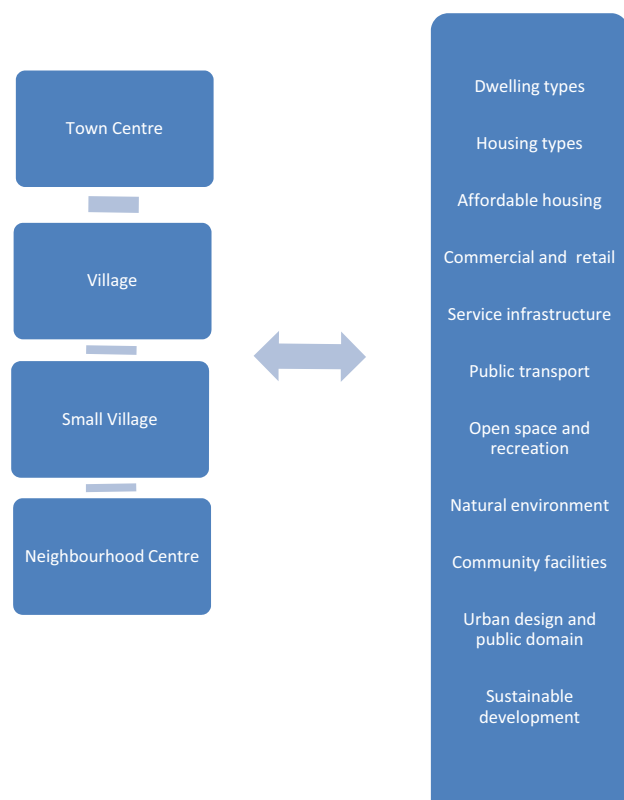 Town Centre
Village
Small Village
Neighbourhood Centre
Dwelling types
Housing types
Affordable housing
Commercial and retail
Service infrastructure
Public transport
Open space and
recreation
Natural environment
Community facilities
Urban design and
public domain
Sustainable
development